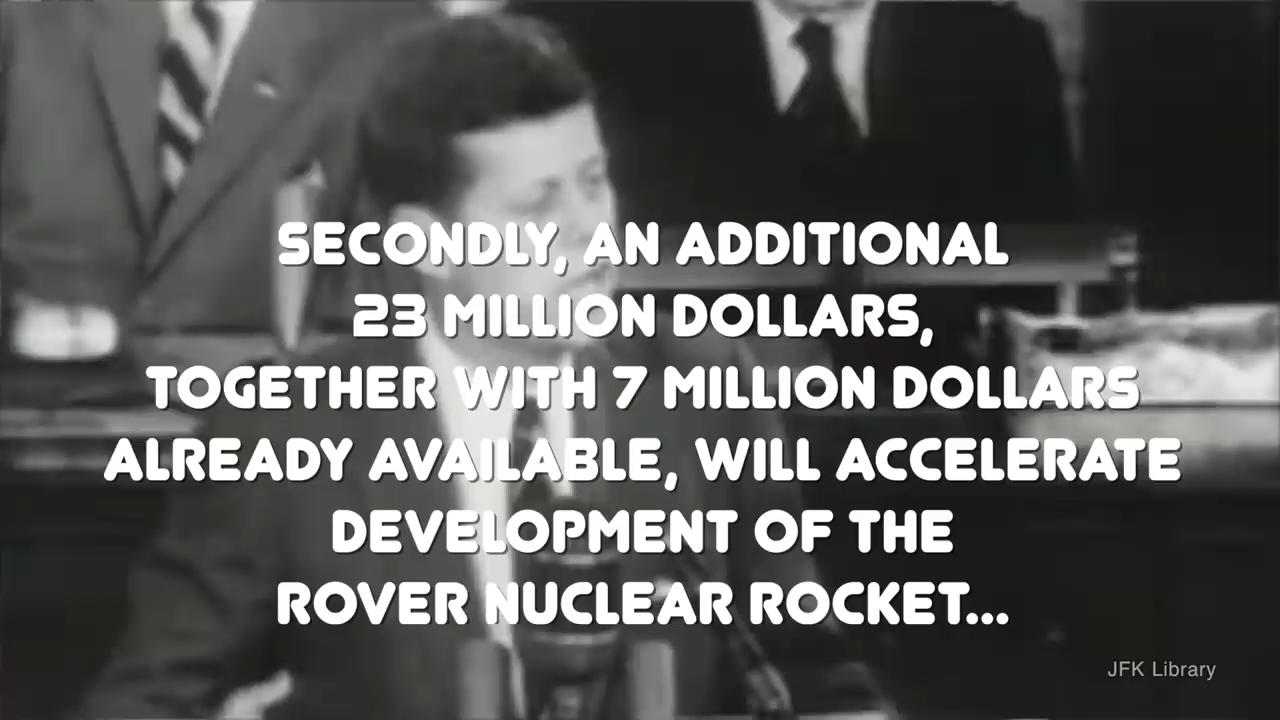 SECONDLY, AN ADDITIONAL
23 MILLION DOLLARS,
TOGETHER WITH 7 MILLION DOLLARS
ALREADY AVAILABLE, WILL ACCELERATE
DEVELOPMENT OF THE
ROVER NUCLEAR ROCKET...
JFK Library